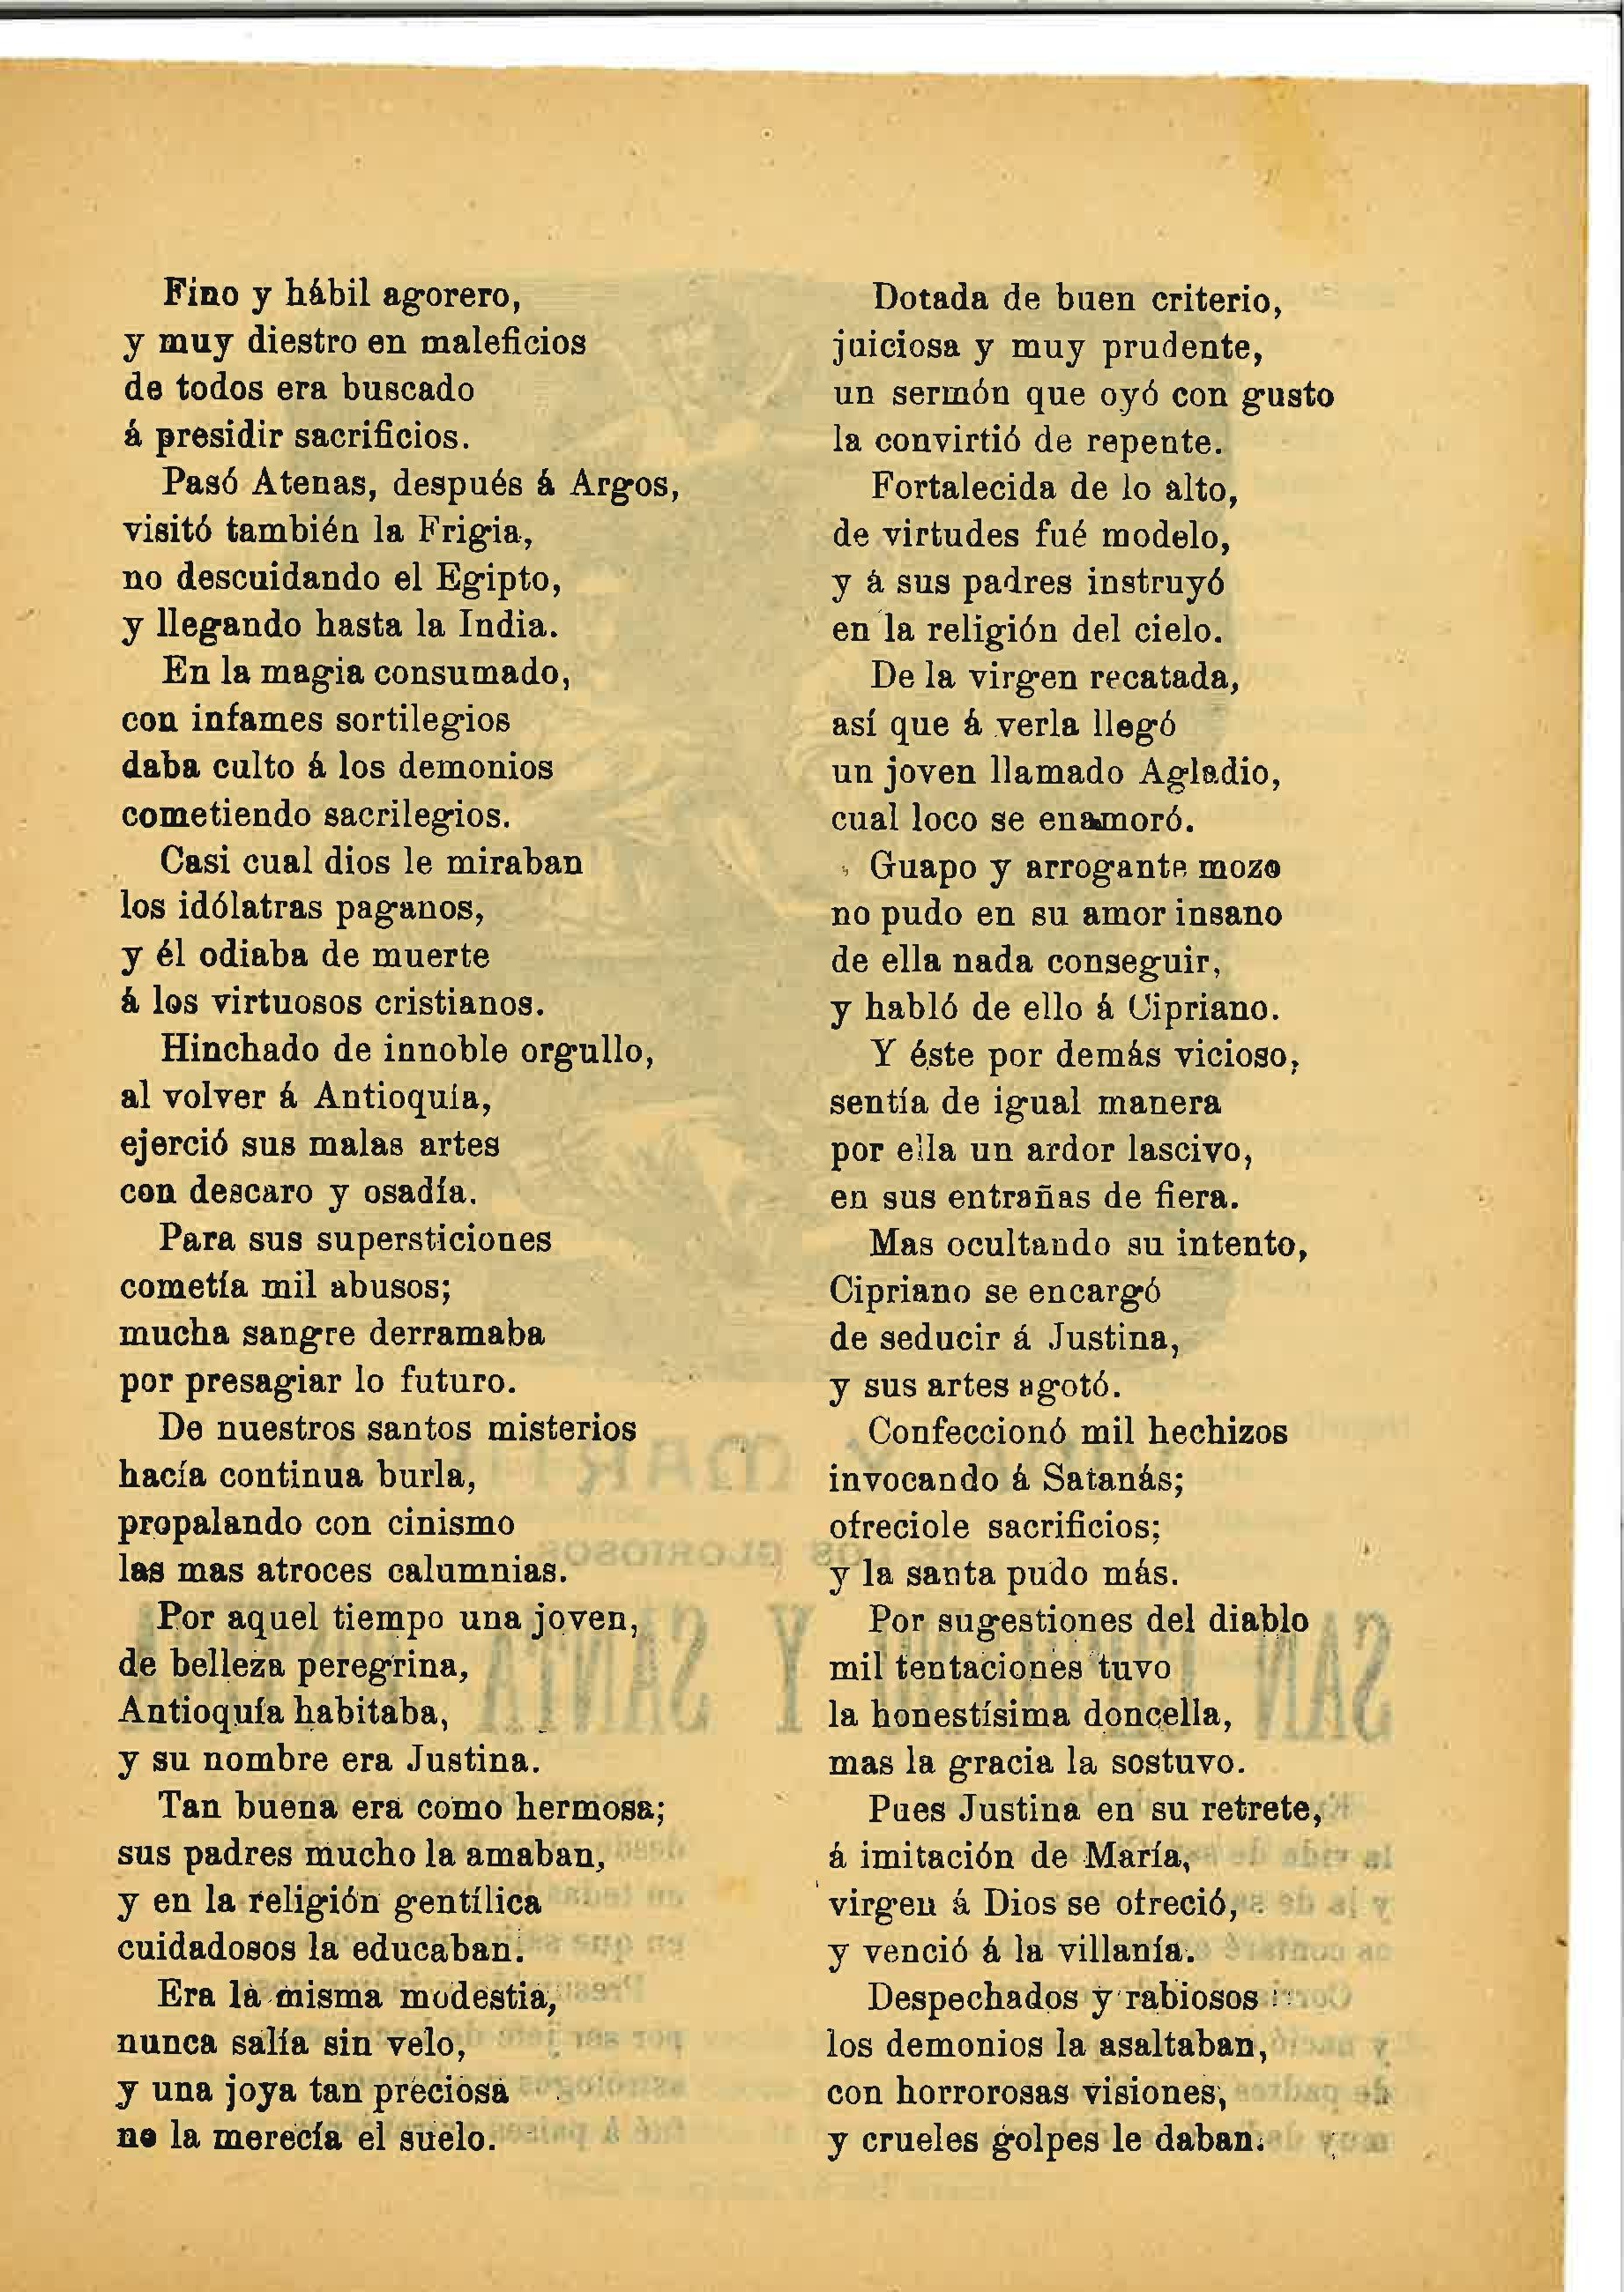 Fino y hábil agorero,
y muy diestro en maleficios
de todos era buscado
á presidir sacrificios.
Pasó Atenas, después á Argos,
visitó también la Frigia,
no descuidando el Egipto,
y llegando hasta la India.
En la magia consumado,
con infames sortilegios
daba culto á los demonios
cometiendo sacrilegios.
Casi cual dios le miraban
los idólatras paganos,
y él odiaba de muerte
á los virtuosos cristianos.
Hinchado de innoble orgullo,
al volver á Antioquía,
ejerció sus malas artes
con descaro y osadía.
Para sus supersticiones
cometía mil abusos;
mucha sangre derramaba
por presagiar lo futuro.
De nuestros santos misterios
hacía continua burla,
propalando con cinismo
las mas atroces calumnias.
Por aquel tiempo una joven,
de belleza peregrina,
Antioquía habitaba,
y su nombre era Justina.
Tan buena era como hermosa;
sus padres mucho la amaban,
y en la religión gentílica
cuidadosos la educaban.
Era la misma modestia,
nunca salía sin velo,
y una joya tan preciosa
no la merecía el suelo.
Dotada de buen criterio,
juiciosa y muy prudente,
un sermón que oyó con gusto
la convirtió de repente.
Fortalecida de lo alto,
de virtudes fué modelo,
y á sus padres instruyó
en la religión del cielo.
De la virgen recatada,
así que á verla llegó
un joven llamado Agladio,
cual loco se enamoró.
Guapo y arrogante mozo
no pudo en su amor insano
de ella nada conseguir,
y habló de ello á Cipriano.
Y éste por demás vicioso,
sentía de igual manera
por ella un ardor lascivo,
en sus entrañas de fiera.
Mas ocultando su intento,
Cipriano se encargó
de seducir á Justina,
y sus artes agotó.
Confeccionó mil hechizos
invocando á Satanás;
ofreciole sacrificios;
y la santa pudo más.
Por sugestiones del diablo
mil tentaciones tuvo
la honestísima doncella,
mas la gracia la sostuvo.
Pues Justina en su retrete,
á imitación de María,
virgen á Dios se ofreció,
y venció á la villanía.
Despechados y rabiosos
los demonios la asaltaban,
con horrorosas visiones,
y crueles golpes le daban.